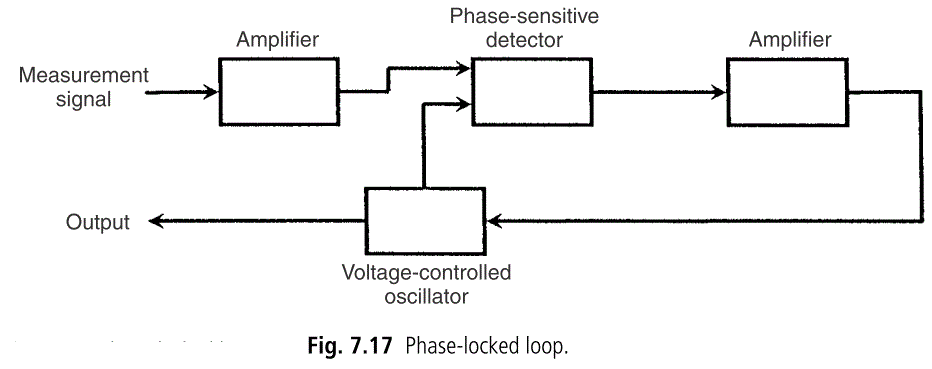 Phase-sensitive
detector
Amplifier
Amplifier
Measurement
signal
Output
Voltage-controlled
oscillator
Fig. 7.17 Phase-locked loop.